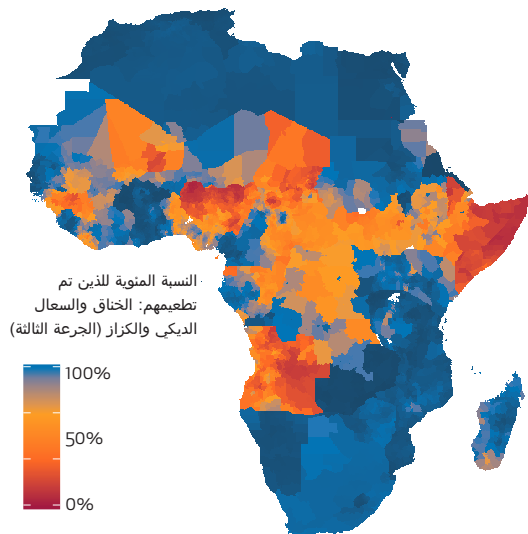 النسبة المئوية للذين تم
تطعيمهم: الخناق والسعال
الديكي والكزاز (الجرعة الثالثة)
100%
50%
0%